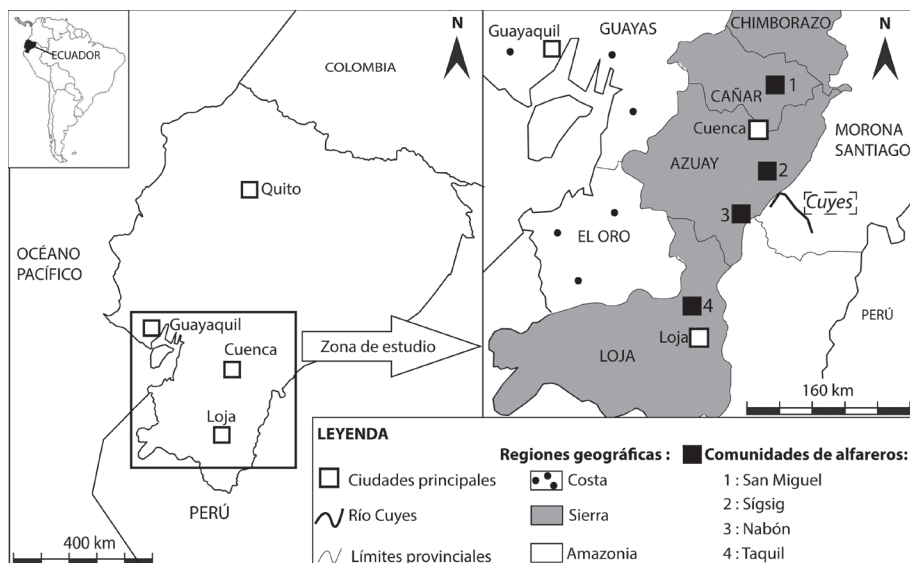 ECUADOR
N
COLOMBIA
Quito
OCÉANO
PACÍFICO
Guayaquil
Cuenca
Loja
PERÚ
400 km
Zona de estudio
N
CHIMBORAZO
Guayaquil
GUAYAS
CAÑAR
1
Cuenca
MORONA
SANTIAGO
AZUAY
2
Cuyes
3
EL ORO
4
PERÚ
Loja
LOJA
160 km
LEYENDA
Ciudades principales
Río Cuyes
Límites provinciales
Regiones geográficas :
Costa
Sierra
Amazonia
Comunidades de alfareros:
1 : San Miguel
2 : Sígsig
3 : Nabón
4 : Taquil